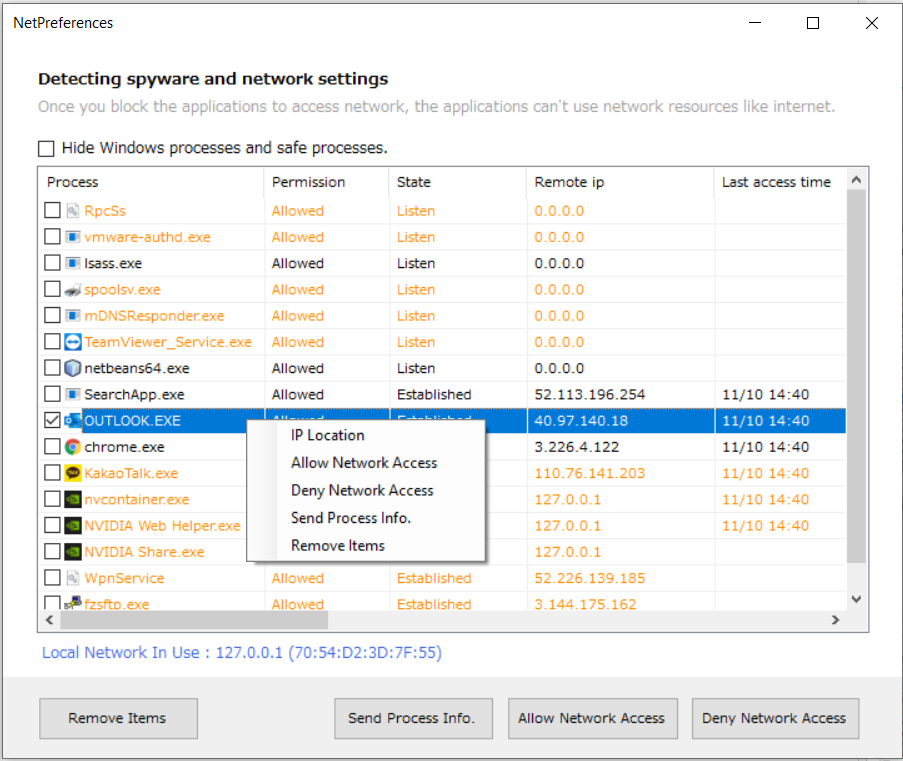 NetPreferences
Detecting spyware and network settings
Once you block the applications to access network, the applications can't use network resources like internet.
Hide Windows processes and safe processes.
Process Permission State Remote ip Last access time
RpcSs Allowed Listen 0.0.0.0
vmware-authd.exe Allowed Listen 0.0.0.0
lsass.exe Allowed Listen 0.0.0.0
spoolsv.exe Allowed Listen 0.0.0.0
mDNSResponder.exe Allowed Listen 0.0.0.0
TeamViewer_Service.exe Allowed Listen 0.0.0.0
netbeans64.exe Allowed Listen 0.0.0.0
SearchApp.exe Allowed Established 52.113.196.254 11/10 14:40
OUTLOOK.EXE Allowed Established 40.97.140.18 11/10 14:40
IP Location
chrome.exe 3.226.4.122 11/10 14:40
Allow Network Access
KakaoTalk.exe 110.76.141.203 11/10 14:40
Deny Network Access
nvcontainer.exe 127.0.0.1 11/10 14:40
Send Process Info.
NVIDIA Web Helper.exe 127.0.0.1 11/10 14:40
Remove Items
NVIDIA Share.exe 127.0.0.1
WpnService Allowed Established 52.226.139.185
fzsftp.exe Allowed Established 3.144.175.162
Local Network In Use : 127.0.0.1 (70:54:D2:3D:7F:55)
Remove Items Send Process Info. Allow Network Access Deny Network Access